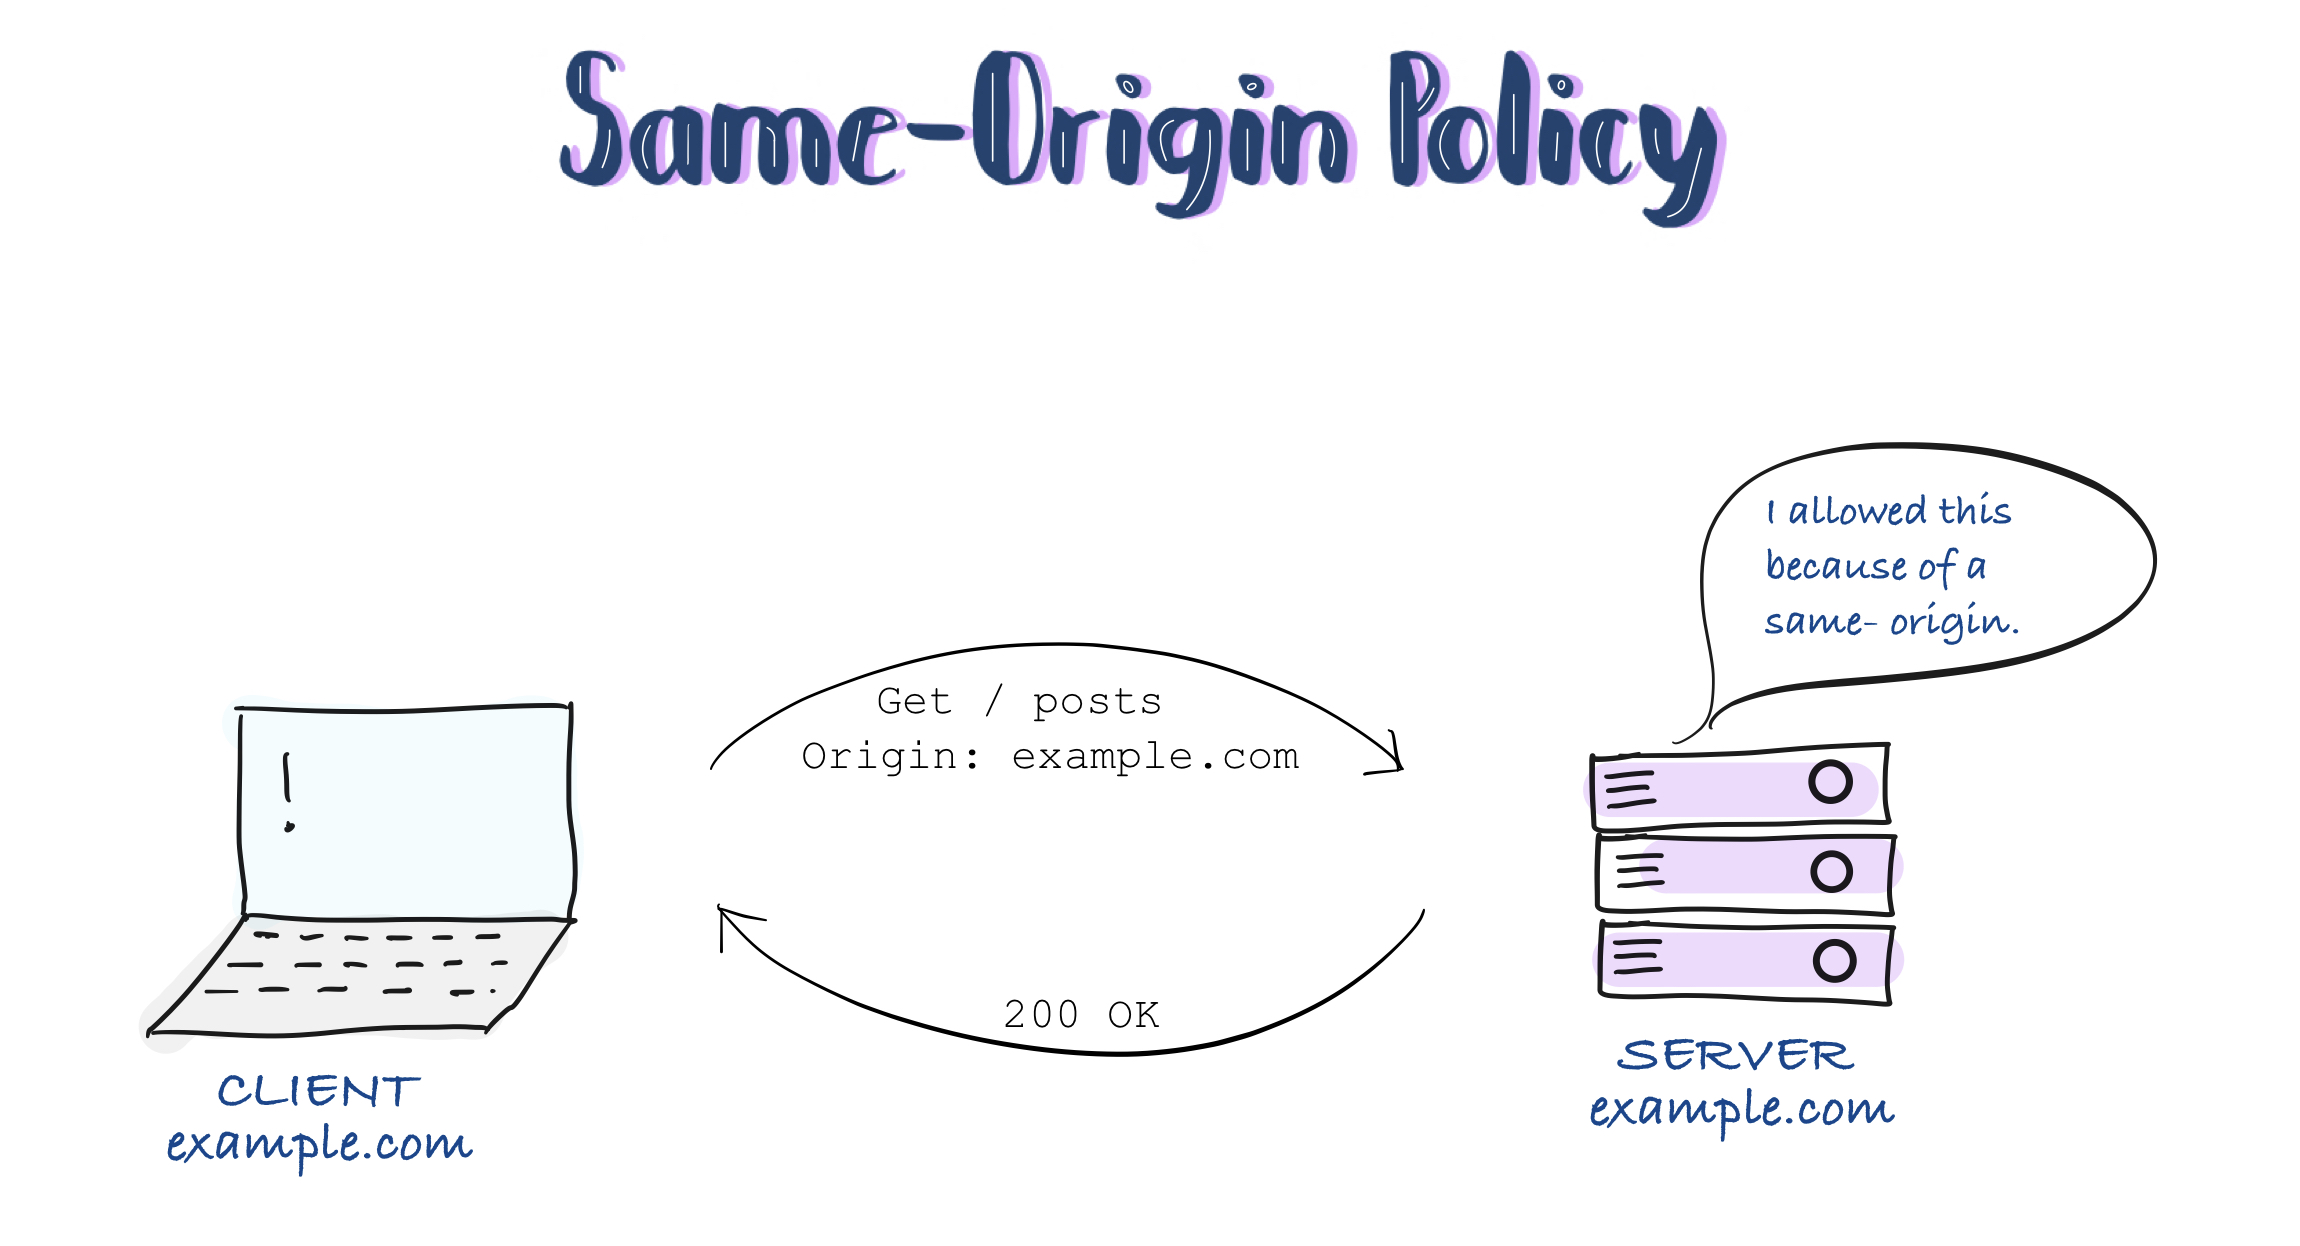 Same-Origin Policy
I allowed this
because of a
same- origin.
Get / posts
Origin: example.com
200 OK
CLIENT
example.com
SERVER
example.com